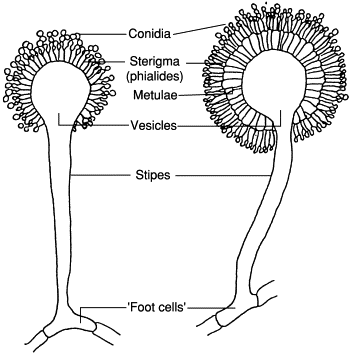 Conidia
Sterigma
(phialides)
Metulae
Vesicles
Stipes
'Foot cells'